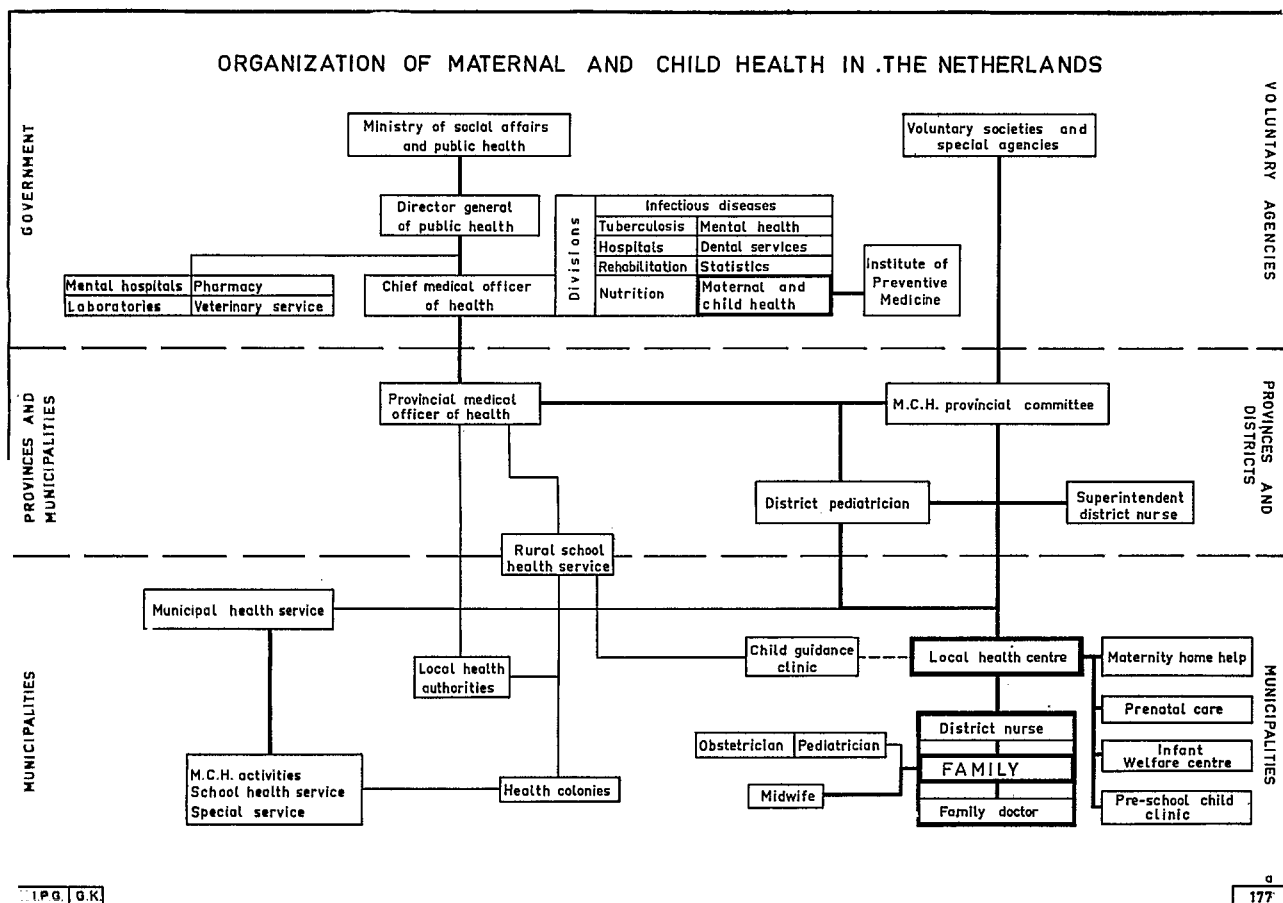 ORGANIZATION OF MATERNAL AND CHILD HEALTH IN .THE NETHERLANDS
GOVERNMENT
VOLUNTARY AGENCIES
Ministry of social affairs
and public health
Voluntary societies and
special agencies
Director general
of public health
Divisions
Infectious diseases
Tuberculosis
Mental health
Hospitals
Dental services
Rehabilitation
Statistics
Nutrition
Maternal and
child health
Institute of
Preventive
Medicine
Mental hospitals
Pharmacy
Laboratories
Veterinary service
Chief medical officer
of health
PROVINCES AND
MUNICIPALITIES
PROVINCES AND
DISTRICTS
Provincial medical
officer of health
M.C.H. provincial committee
District pediatrician
Superintendent
district nurse
Rural school
health service
MUNICIPALITIES
MUNICIPALITIES
Municipal health service
Local health
authorities
Child guidance
clinic
Local health centre
Maternity home help
Prenatal care
Infant
Welfare centre
Pre-school child
clinic
District nurse
FAMILY
Family doctor
Obstetrician
Pediatrician
Midwife
M.C.H. activities
School health service
Special service
Health colonies
I.P.G. G.K.
a
177